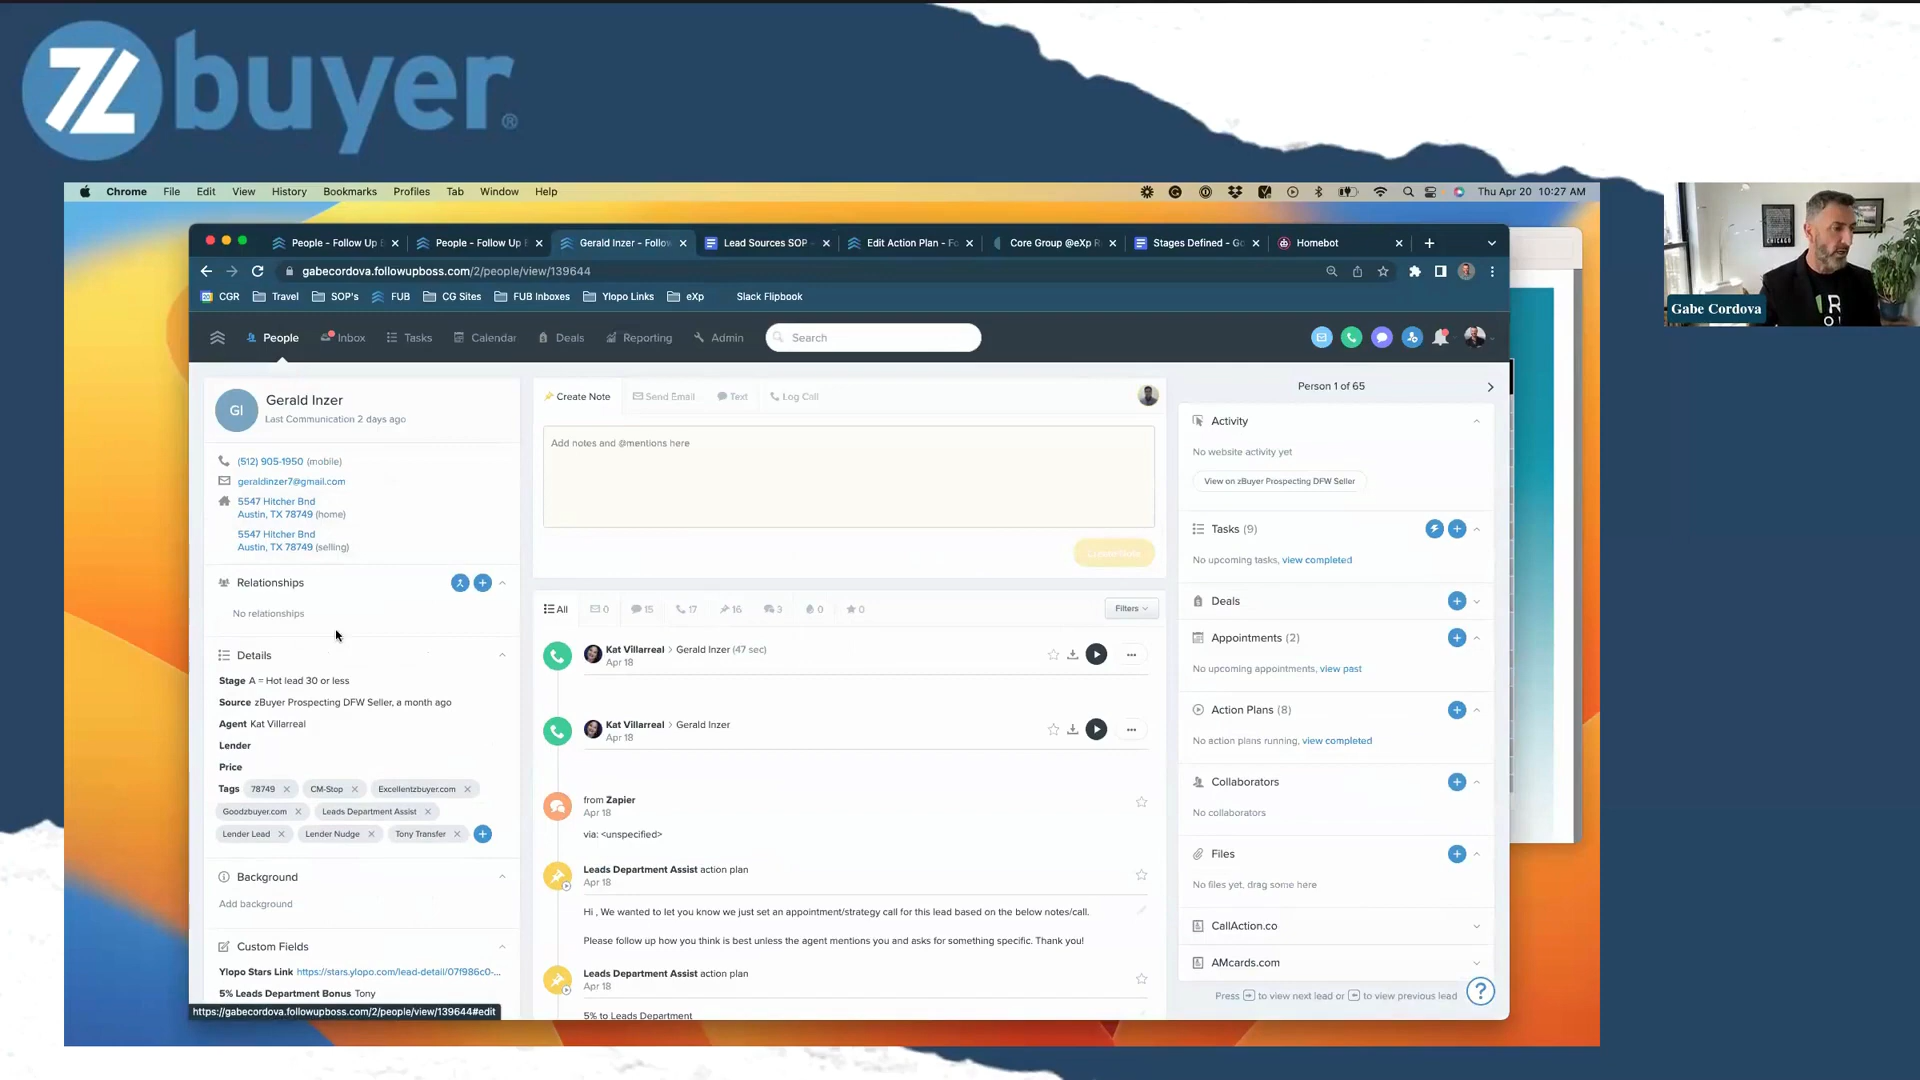 Zbuyer®
Chrome File Edit View History Bookmarks Profiles Tab Window Help
Thu Apr 20 10:27 AM
Gabe Cordova
CHICAGO
People - Follow Up B
People - Follow Up B
Gerald Inzer - Follow
Lead Sources SOP -
Edit Action Plan - Fo
Core Group @eXp R
Stages Defined - Go
Homebot
gabecordova.followupboss.com/2/people/view/139644
CGR Travel SOP's FUB CG Sites FUB Inboxes Ylopo Links eXp Slack Flipbook
People Inbox Tasks Calendar Deals Reporting Admin Search
GI
Gerald Inzer
Last Communication 2 days ago
(512) 905-1950 (mobile)
geraldinzer7@gmail.com
5547 Hitcher Bnd
Austin, TX 78749 (home)
5547 Hitcher Bnd
Austin, TX 78749 (selling)
Relationships
No relationships
Details
Stage A = Hot lead 30 or less
Source zBuyer Prospecting DFW Seller, a month ago
Agent Kat Villarreal
Lender
Price
Tags 78749 CM-Stop Excellentzbuyer.com
Goodzbuyer.com Leads Department Assist
Lender Lead Lender Nudge Tony Transfer
Background
Add background
Custom Fields
Ylopo Stars Link https://stars.ylopo.com/lead-detail/07f986c0-...
5% Leads Department Bonus Tony
https://gabecordova.followupboss.com/2/people/view/139644#edit
Create Note Send Email Text Log Call
Add notes and @mentions here
Create Note
All 0 15 17 16 3 0 0 Filters
Kat Villarreal > Gerald Inzer (47 sec)
Apr 18
Kat Villarreal > Gerald Inzer
Apr 18
from Zapier
Apr 18
via: <unspecified>
Leads Department Assist action plan
Apr 18
Hi , We wanted to let you know we just set an appointment/strategy call for this lead based on the below notes/call.
Please follow up how you think is best unless the agent mentions you and asks for something specific. Thank you!
Leads Department Assist action plan
Apr 18
5% to Leads Department
Person 1 of 65
Activity
No website activity yet
View on zBuyer Prospecting DFW Seller
Tasks (9)
No upcoming tasks, view completed
Deals
Appointments (2)
No upcoming appointments, view past
Action Plans (8)
No action plans running, view completed
Collaborators
No collaborators
Files
No files yet, drag some here
CallAction.co
AMcards.com
Press to view next lead or to view previous lead
?